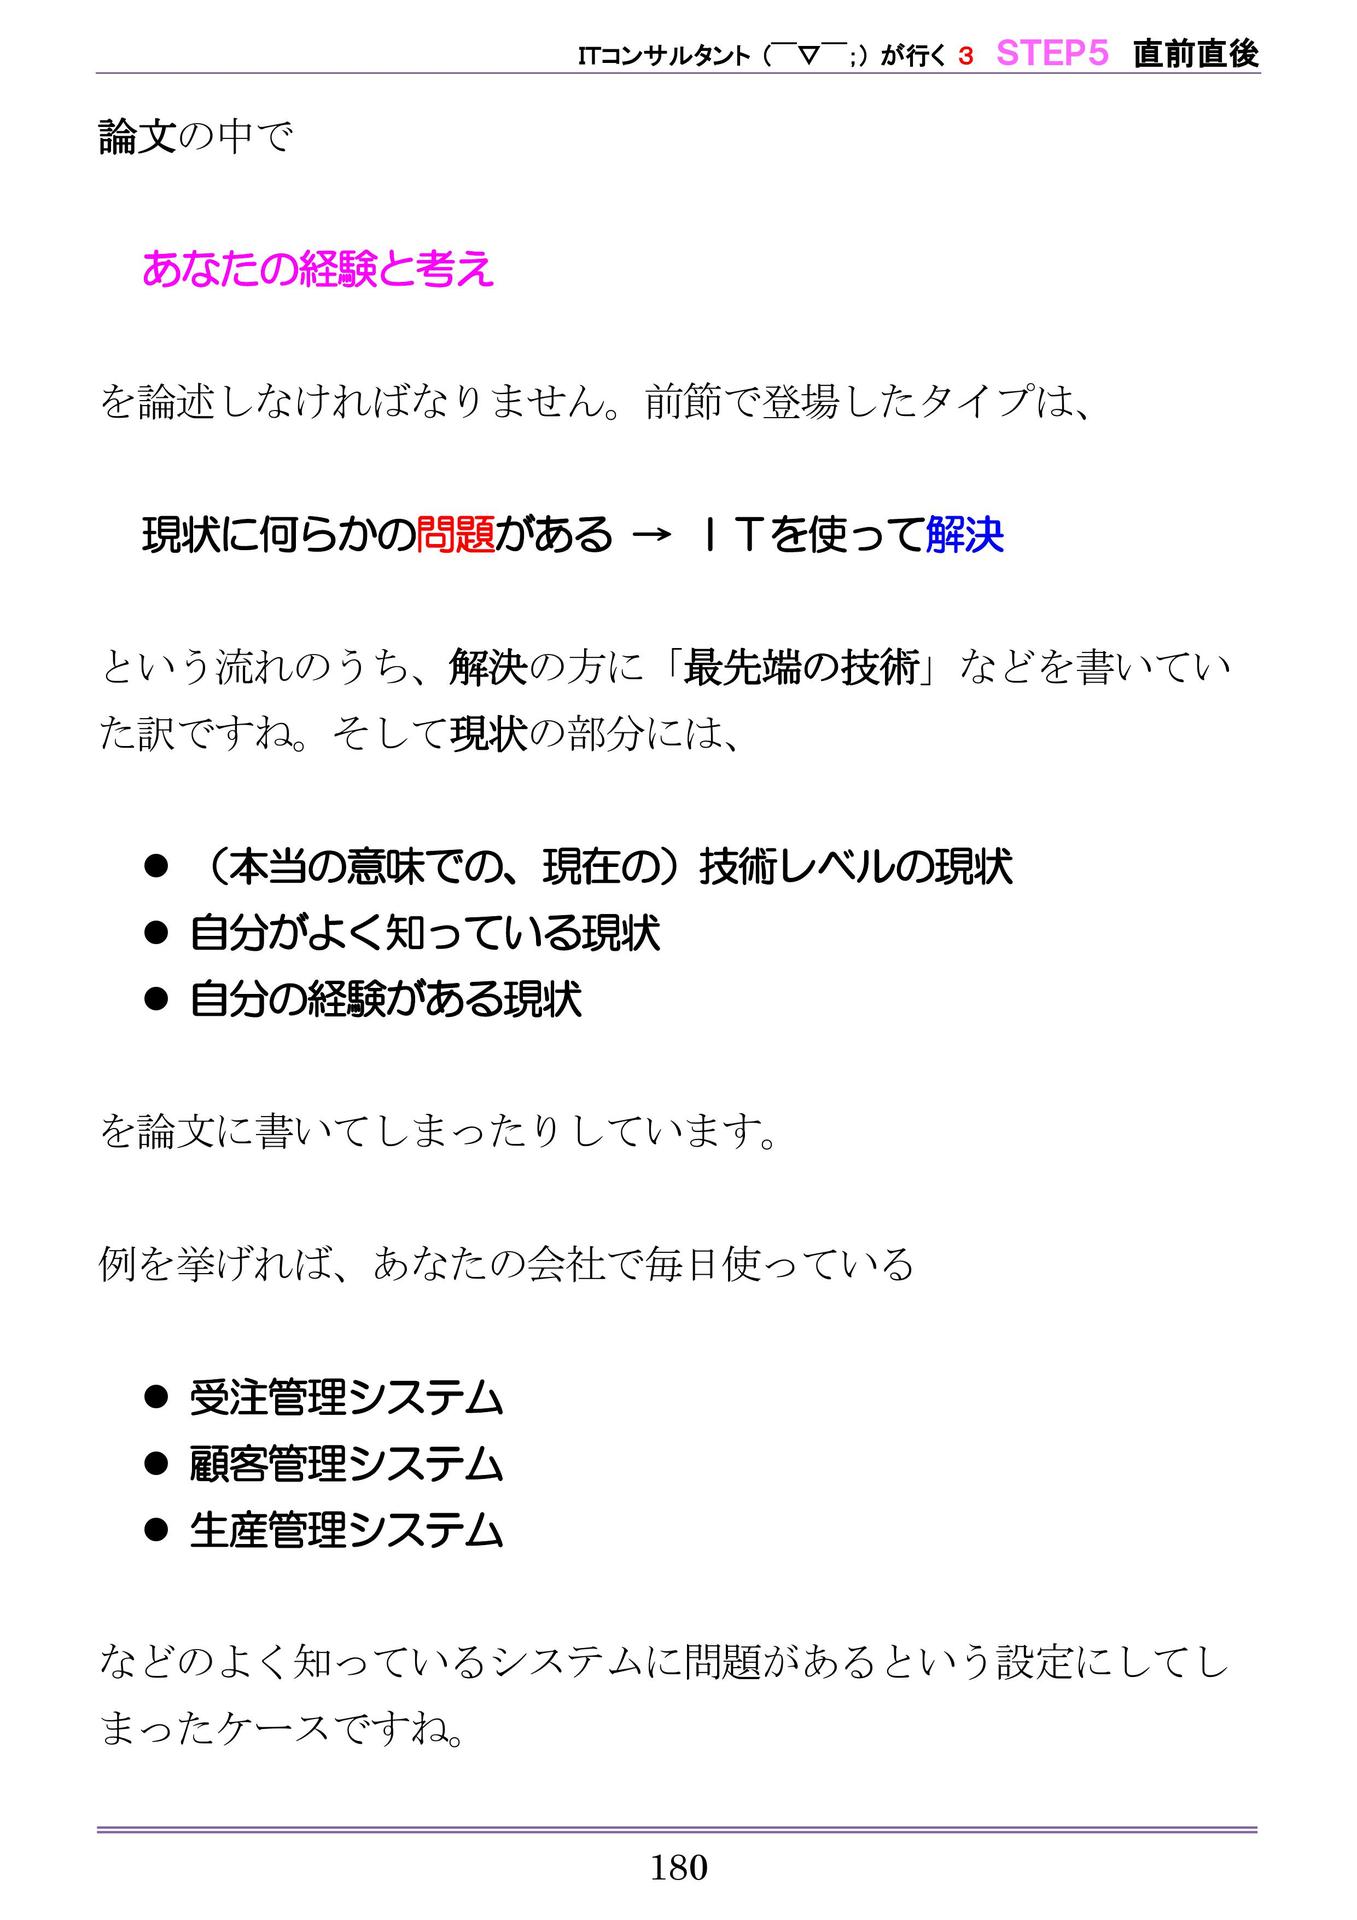 ITコンサルタント（￣▽￣；）が行く 3 STEP5 直前直後
論文の中で
あなたの経験と考え
を論述しなければなりません。前節で登場したタイプは、
現状に何らかの問題がある → ＩＴを使って解決
という流れのうち、解決の方に「最先端の技術」などを書いてい
た訳ですね。そして現状の部分には、
● （本当の意味での、現在の）技術レベルの現状
● 自分がよく知っている現状
● 自分の経験がある現状
を論文に書いてしまったりしています。
例を挙げれば、あなたの会社で毎日使っている
● 受注管理システム
● 顧客管理システム
● 生産管理システム
などのよく知っているシステムに問題があるという設定にしてし
まったケースですね。
180